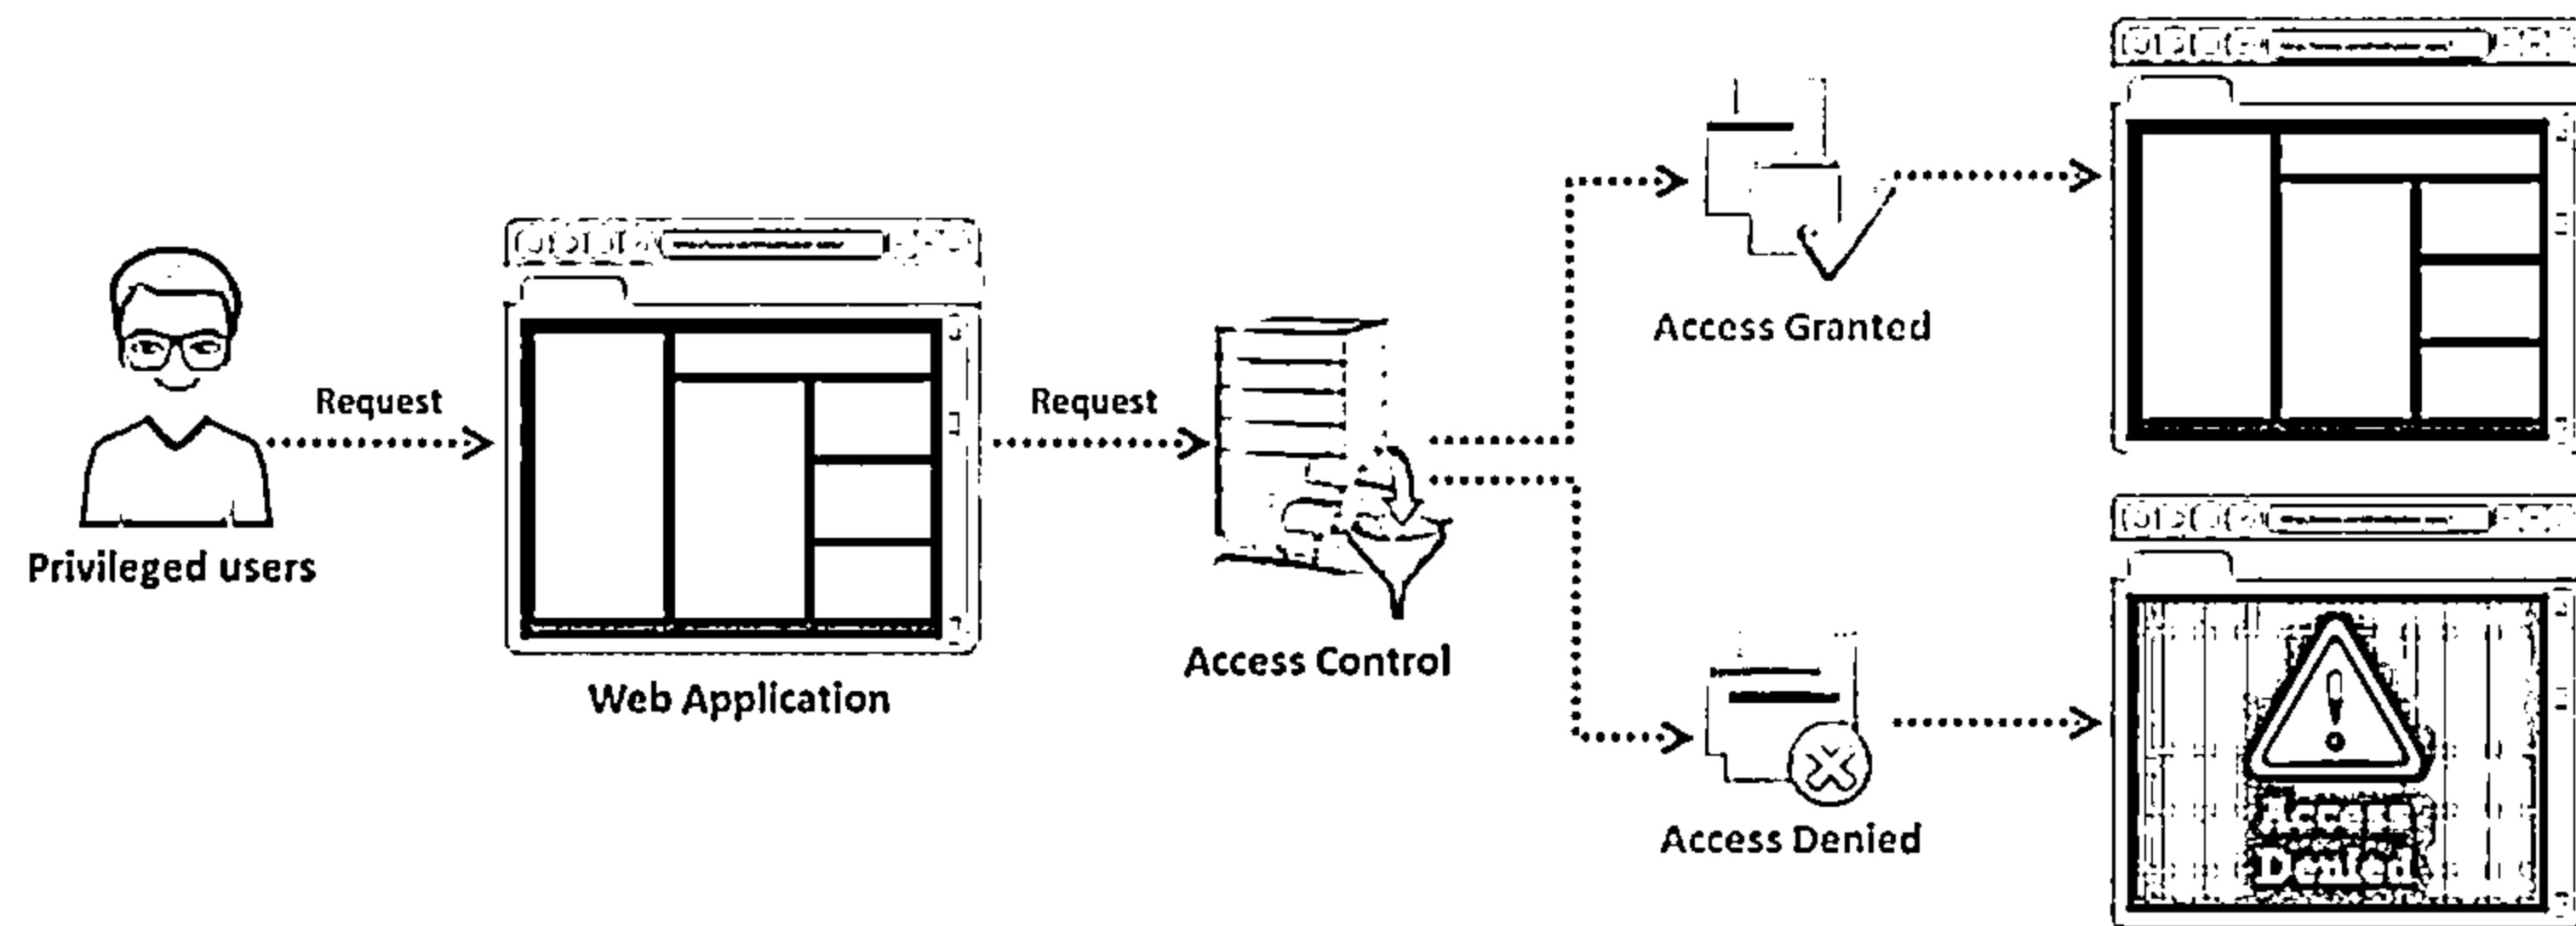 Privileged users
Request
Web Application
Request
Access Control
Access Granted
Access Denied
Access
Denied